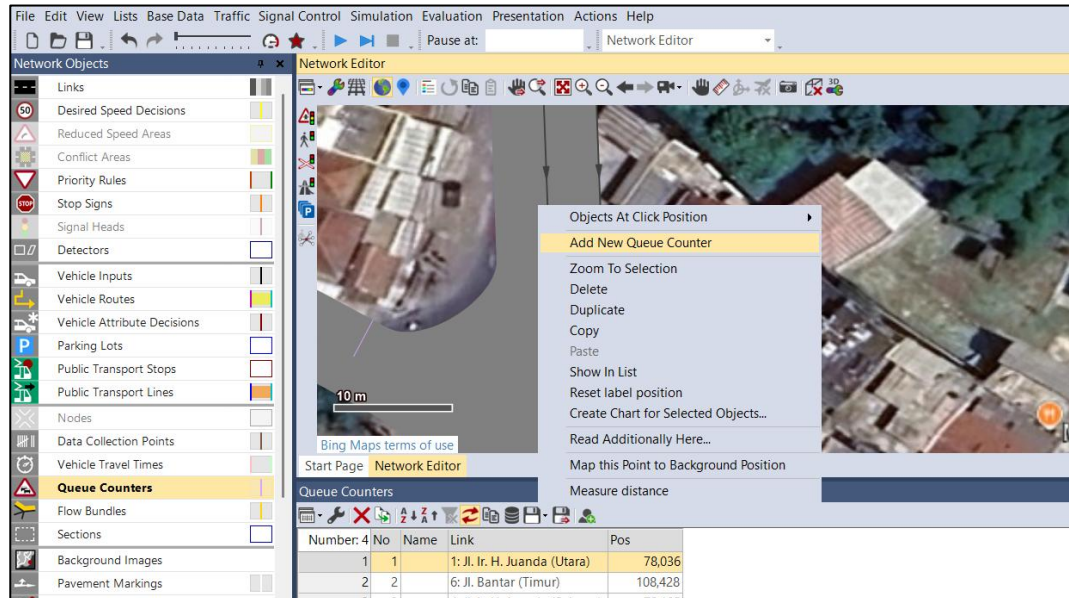 File Edit View Lists Base Data Traffic Signal Control Simulation Evaluation Presentation Actions Help
Pause at: Network Editor
Network Objects
Links
50 Desired Speed Decisions
Reduced Speed Areas
Conflict Areas
Priority Rules
STOP Stop Signs
Signal Heads
Detectors
Vehicle Inputs
Vehicle Routes
Vehicle Attribute Decisions
P Parking Lots
Public Transport Stops
Public Transport Lines
Nodes
Data Collection Points
Vehicle Travel Times
Queue Counters
Flow Bundles
Sections
Background Images
Pavement Markings
Network Editor
3D
P
10 m
Bing Maps terms of use
Objects At Click Position
Add New Queue Counter
Zoom To Selection
Delete
Duplicate
Copy
Paste
Show In List
Reset label position
Create Chart for Selected Objects...
Read Additionally Here...
Map this Point to Background Position
Measure distance
Start Page Network Editor
Queue Counters
Number: 4 No Name Link Pos
1 1 1: Jl. Ir. H. Juanda (Utara) 78,036
2 2 6: Jl. Bantar (Timur) 108,428